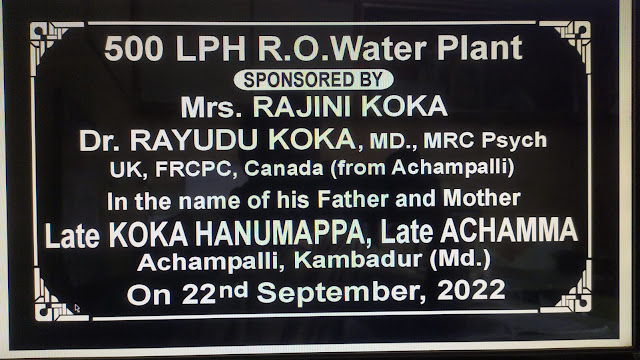 500 LPH R.O.Water Plant
SPONSORED BY
Mrs. RAJINI KOKA
Dr. RAYUDU KOKA, MD., MRC Psych
UK, FRCPC, Canada (from Achampalli)
In the name of his Father and Mother
Late KOKA HANUMAPPA, Late ACHAMMA
Achampalli, Kambadur (Md.)
On 22nd September, 2022